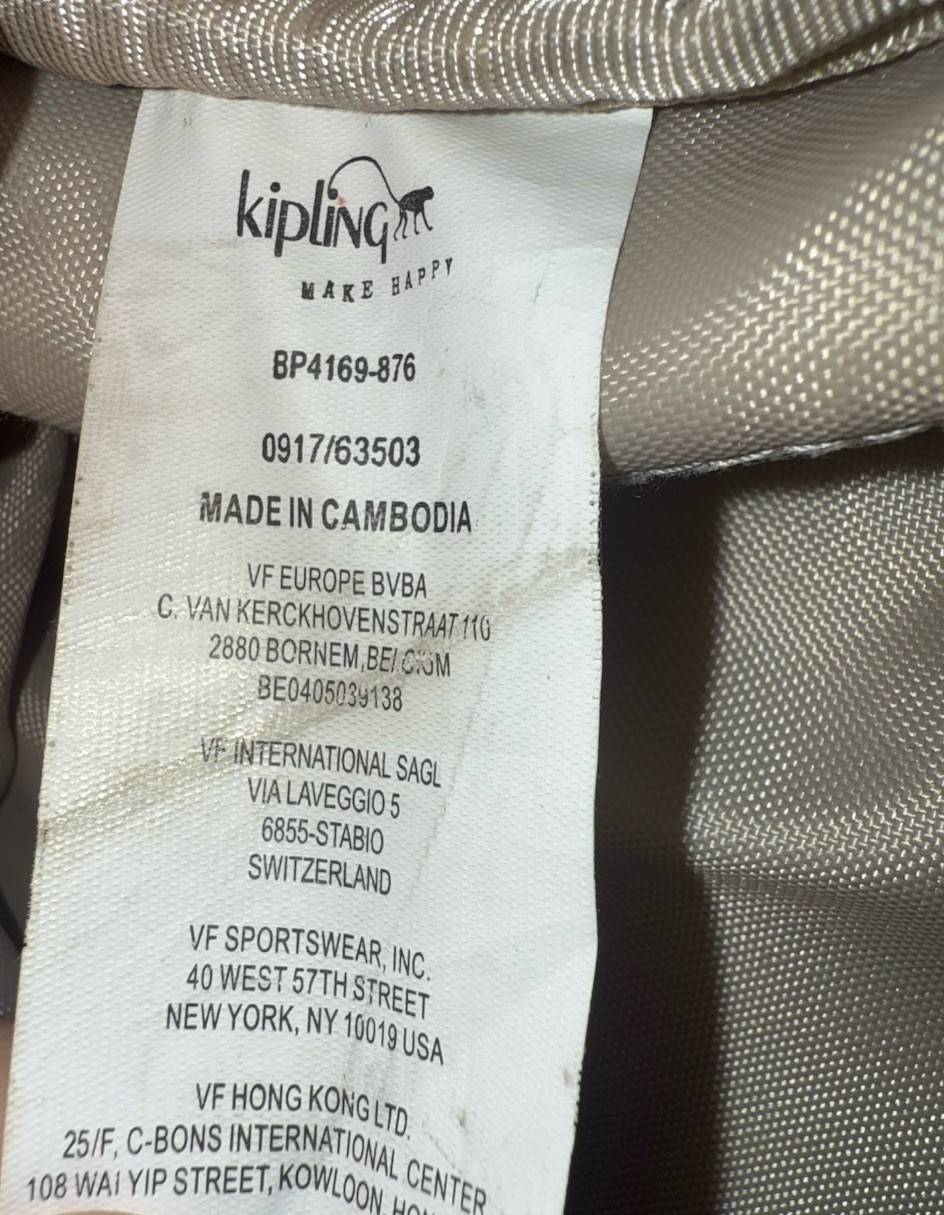 kipling
MAKE HAPPY
BP4169-876
0917/63503
MADE IN CAMBODIA
VF EUROPE BVBA
C. VAN KERCKHOVENSTRAAT 110
2880 BORNEM, BELGIUM
BE0405039138
VF INTERNATIONAL SAGL
VIA LAVEGGIO 5
6855-STABIO
SWITZERLAND
VF SPORTSWEAR, INC.
40 WEST 57TH STREET
NEW YORK, NY 10019 USA
VF HONG KONG LTD.
25/F, C-BONS INTERNATIONAL CENTER
108 WAI YIP STREET, KOWLOON,